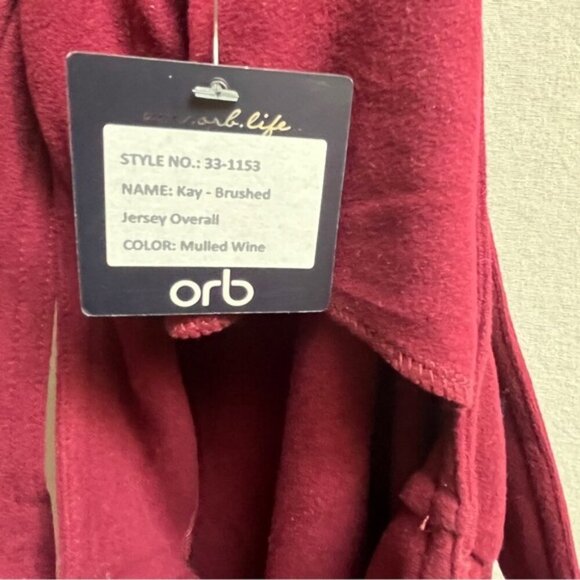 orb.life
STYLE NO.: 33-1153
NAME: Kay - Brushed
Jersey Overall
COLOR: Mulled Wine
orb